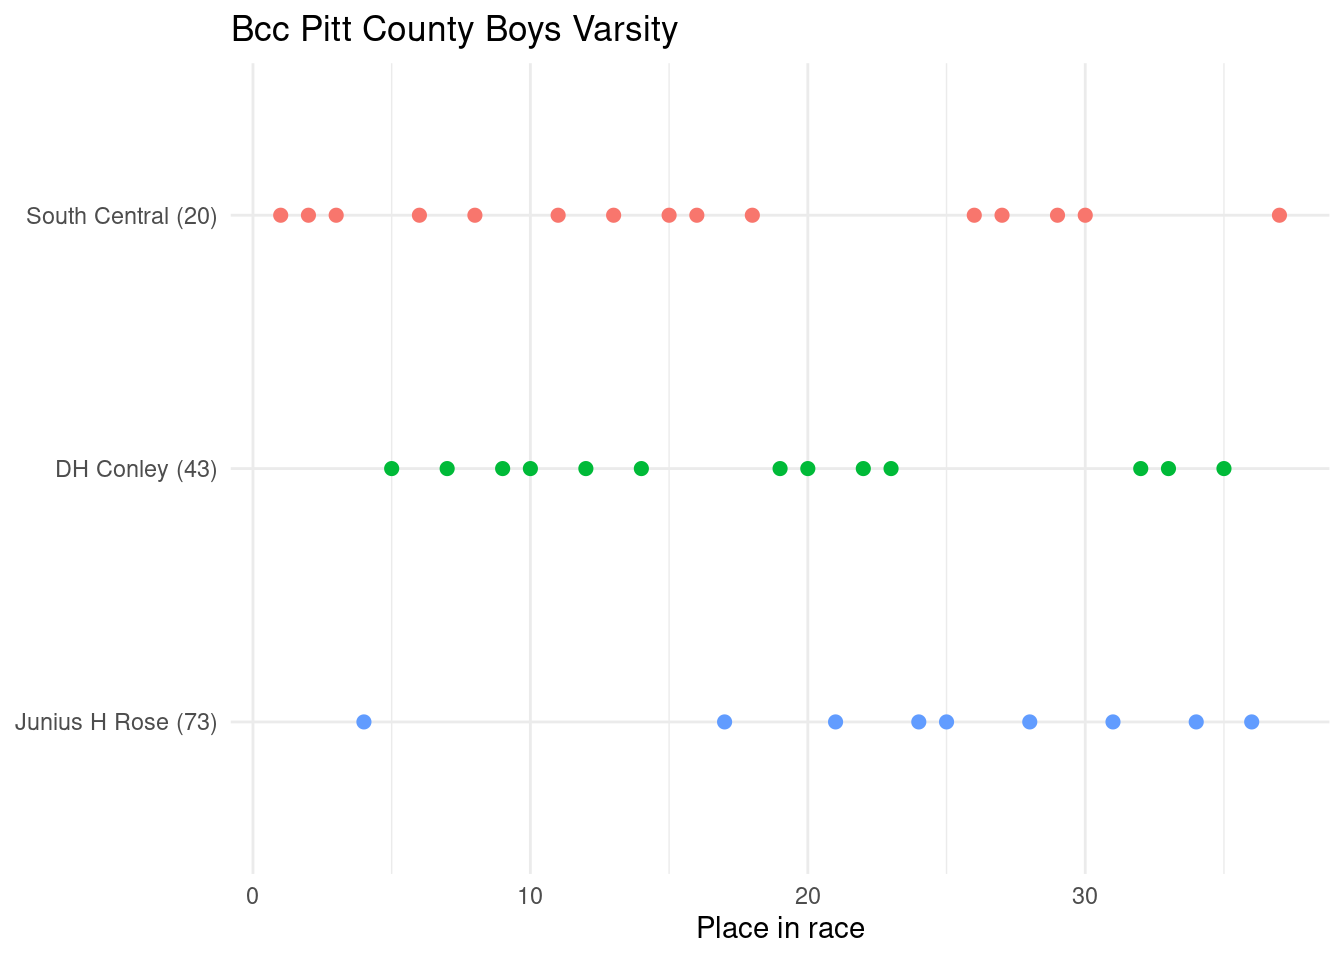 Bcc Pitt County Boys Varsity
South Central (20)
DH Conley (43)
Junius H Rose (73)
0 10 20 30
Place in race